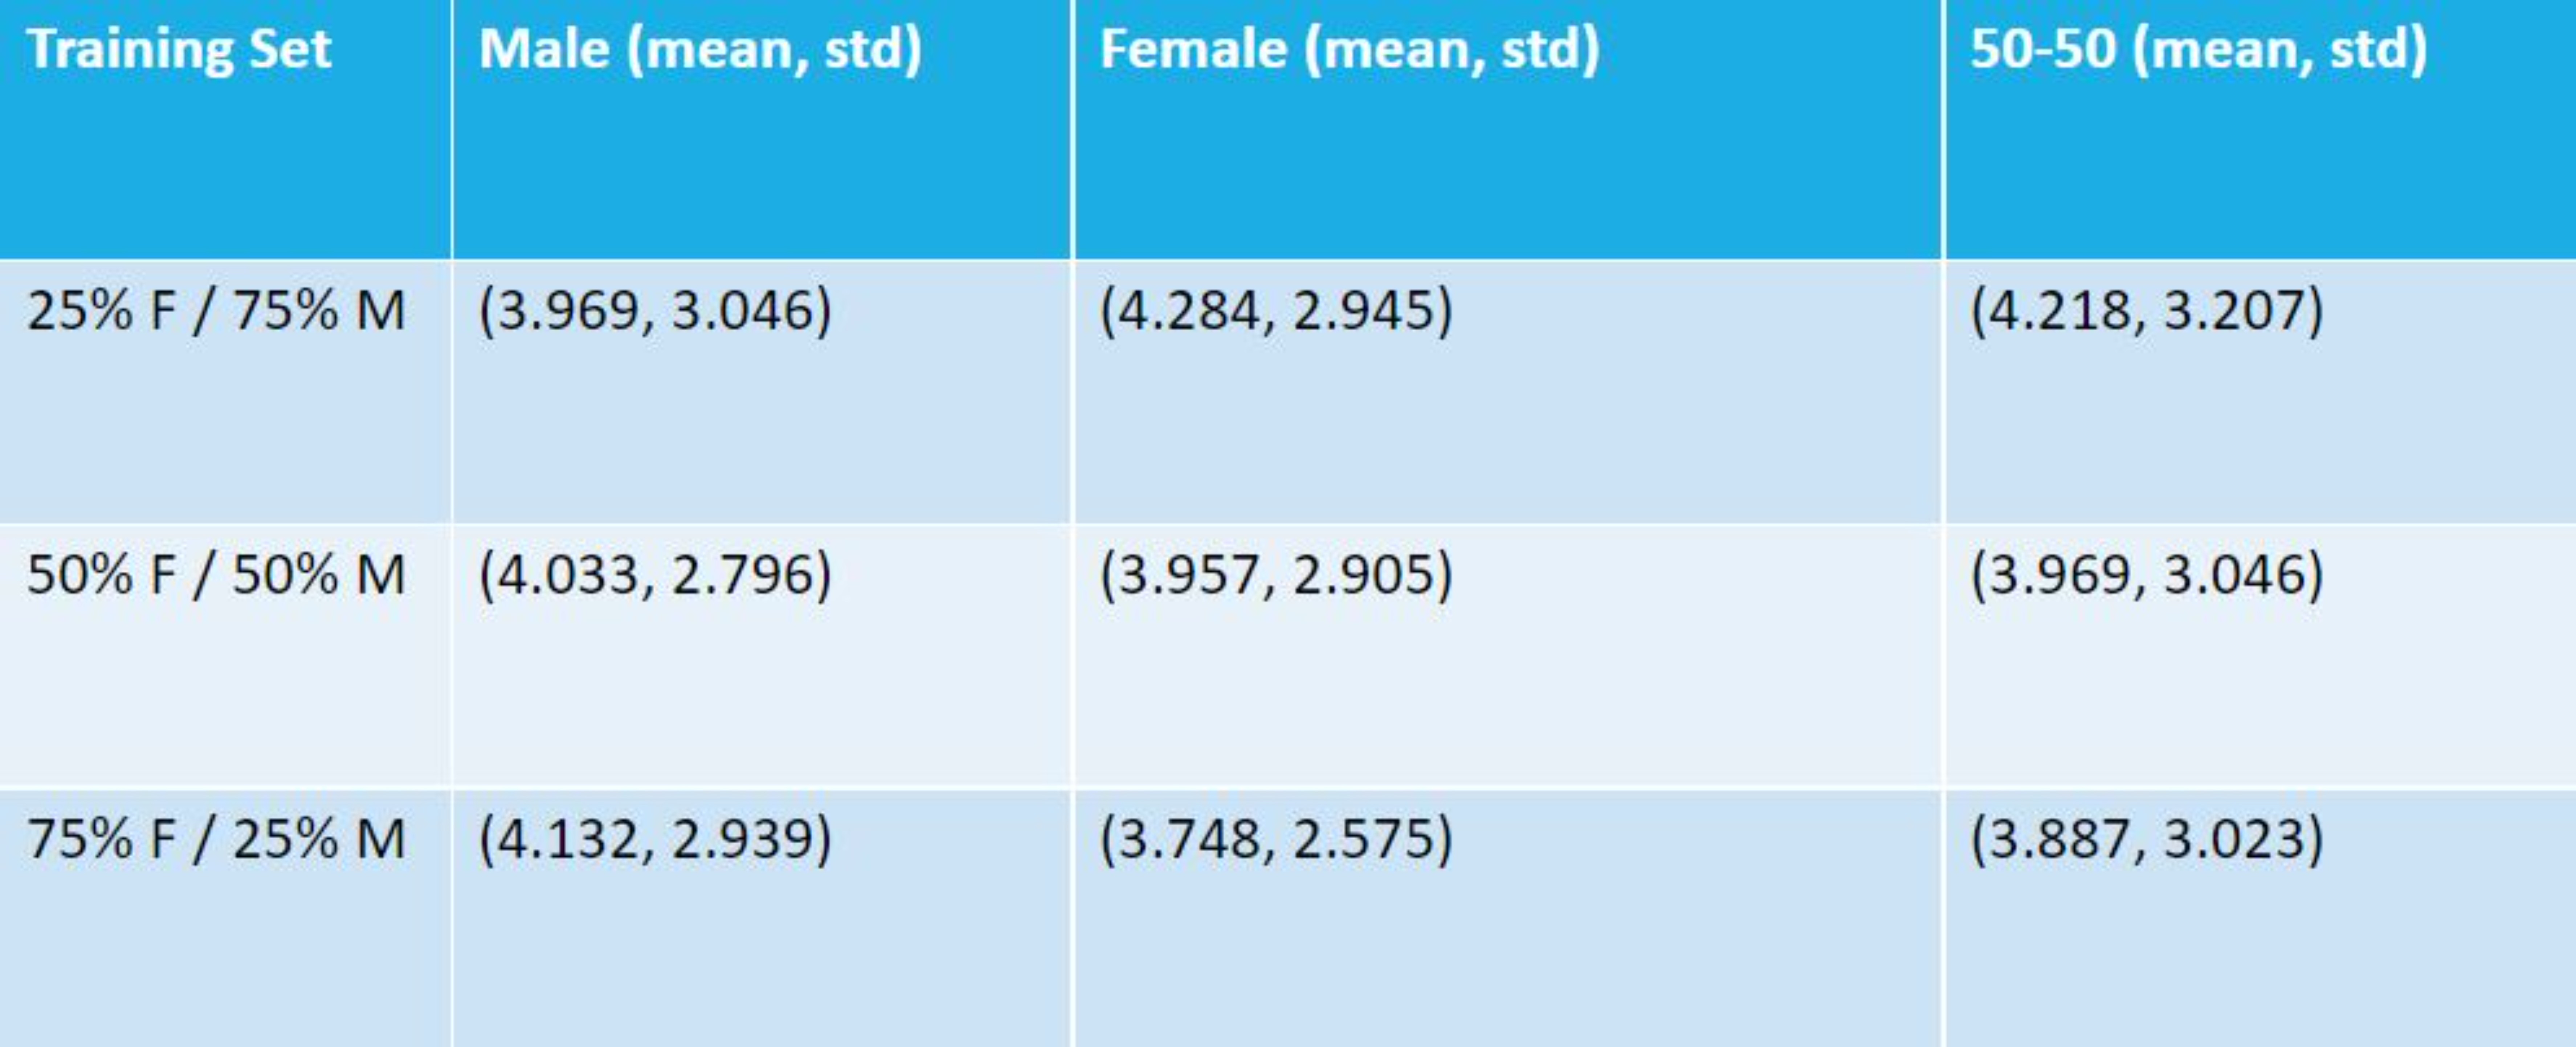 Training Set Male (mean, std) Female (mean, std) 50-50 (mean, std)
25% F / 75% M (3.969, 3.046) (4.284, 2.945) (4.218, 3.207)
50% F / 50% M (4.033, 2.796) (3.957, 2.905) (3.969, 3.046)
75% F / 25% M (4.132, 2.939) (3.748, 2.575) (3.887, 3.023)